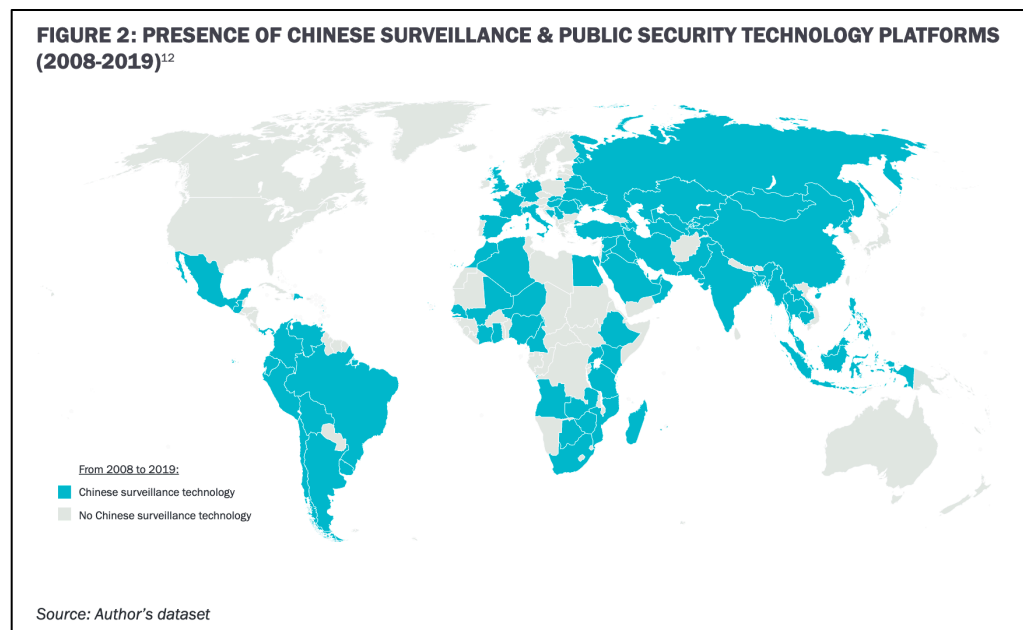 FIGURE 2: PRESENCE OF CHINESE SURVEILLANCE & PUBLIC SECURITY TECHNOLOGY PLATFORMS
(2008-2019)12
From 2008 to 2019:
Chinese surveillance technology
No Chinese surveillance technology
Source: Author's dataset